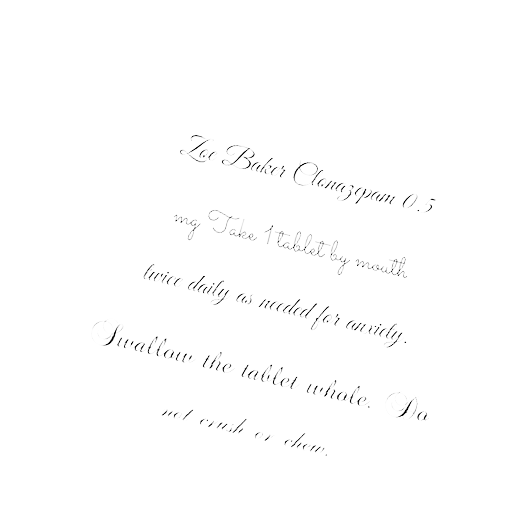 Zoe Baker Clonazepam 0.5
mg Take 1 tablet by mouth
twice daily as needed for anxiety.
Swallow the tablet whole. Do
not crush or chew.